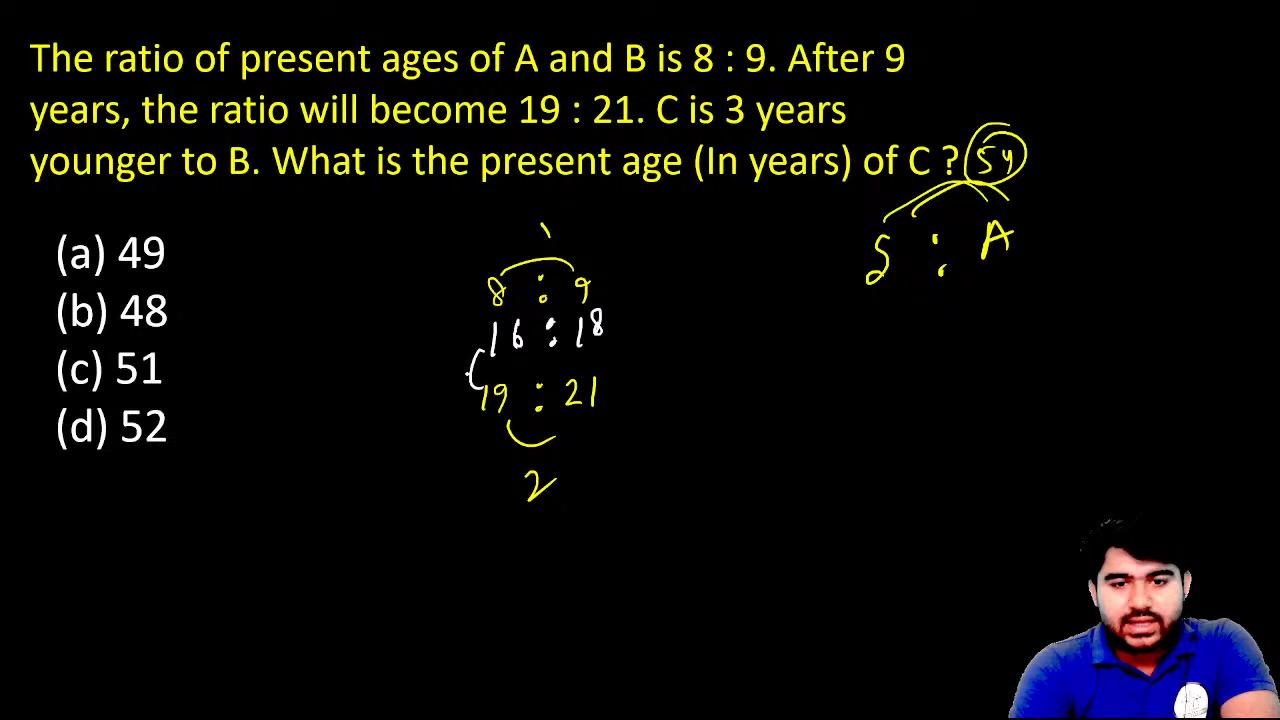 The ratio of present ages of A and B is 8 : 9. After 9
years, the ratio will become 19 : 21. C is 3 years
younger to B. What is the present age (In years) of C ? 5y
S : A
(a) 49
(b) 48
(c) 51
(d) 52
1
8 : 9
16 : 18
19 : 21
2